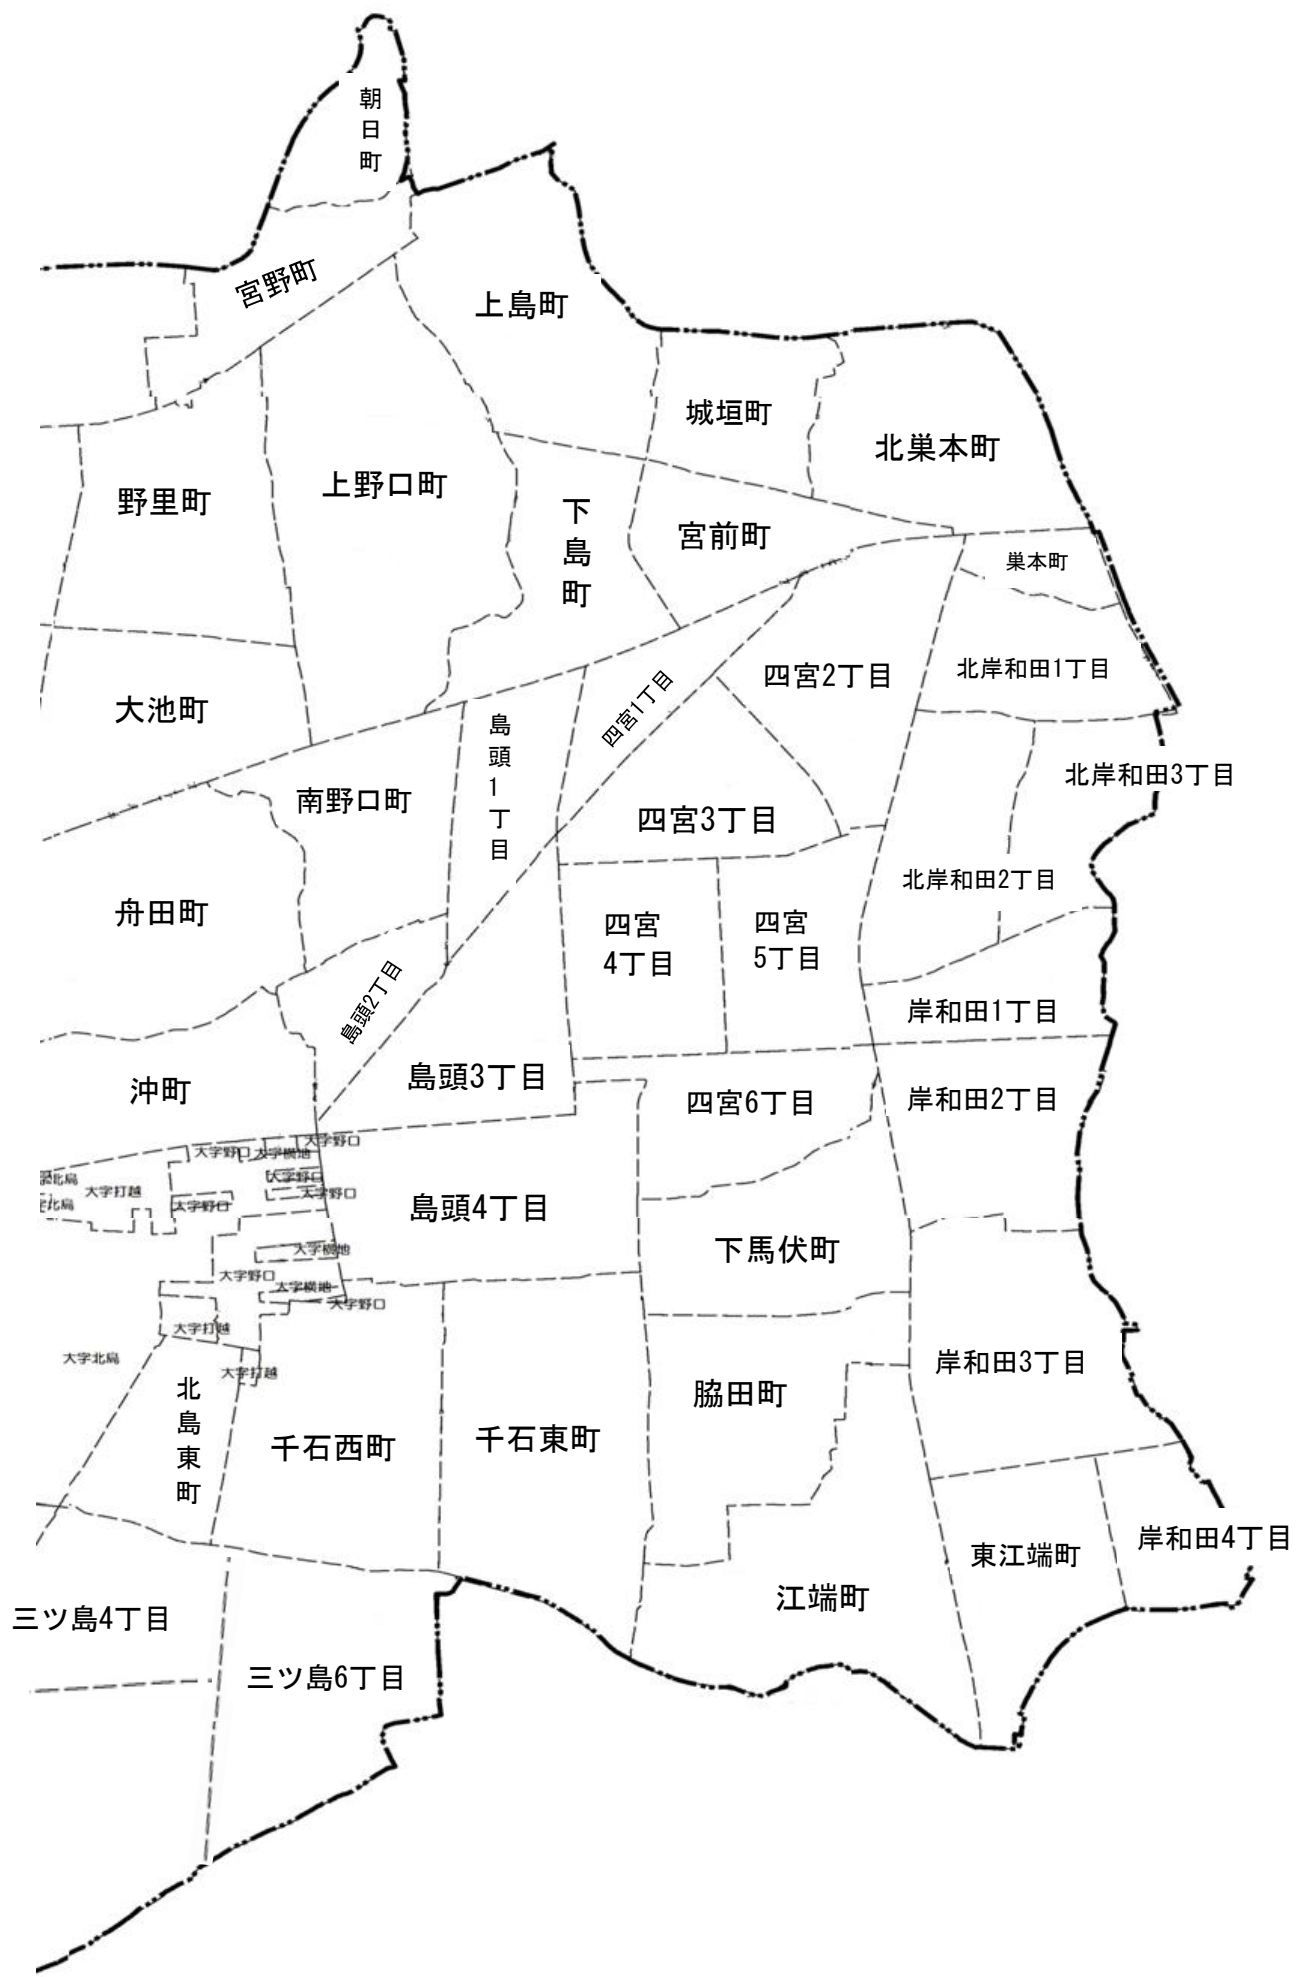 朝日町
宮野町
上島町
城垣町
北巣本町
野里町
上野口町
下島町
宮前町
巣本町
大池町
四宮1丁目
四宮2丁目
北岸和田1丁目
島頭1丁目
南野口町
四宮3丁目
北岸和田3丁目
北岸和田2丁目
舟田町
四宮
4丁目
四宮
5丁目
島頭2丁目
岸和田1丁目
沖町
島頭3丁目
四宮6丁目
岸和田2丁目
大字野口
大字横地
大字野口
大字野口
大字野口
北島
大字打越
北島
大字野口
島頭4丁目
下馬伏町
大字横地
大字野口
大字横地
大字野口
大字打越
大字北島
大字打越
北島東町
千石西町
千石東町
脇田町
岸和田3丁目
岸和田4丁目
東江端町
江端町
三ツ島4丁目
三ツ島6丁目